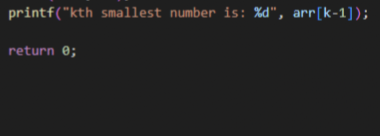 printf("kth smallest number is: %d", arr[k-1]);
return 0;